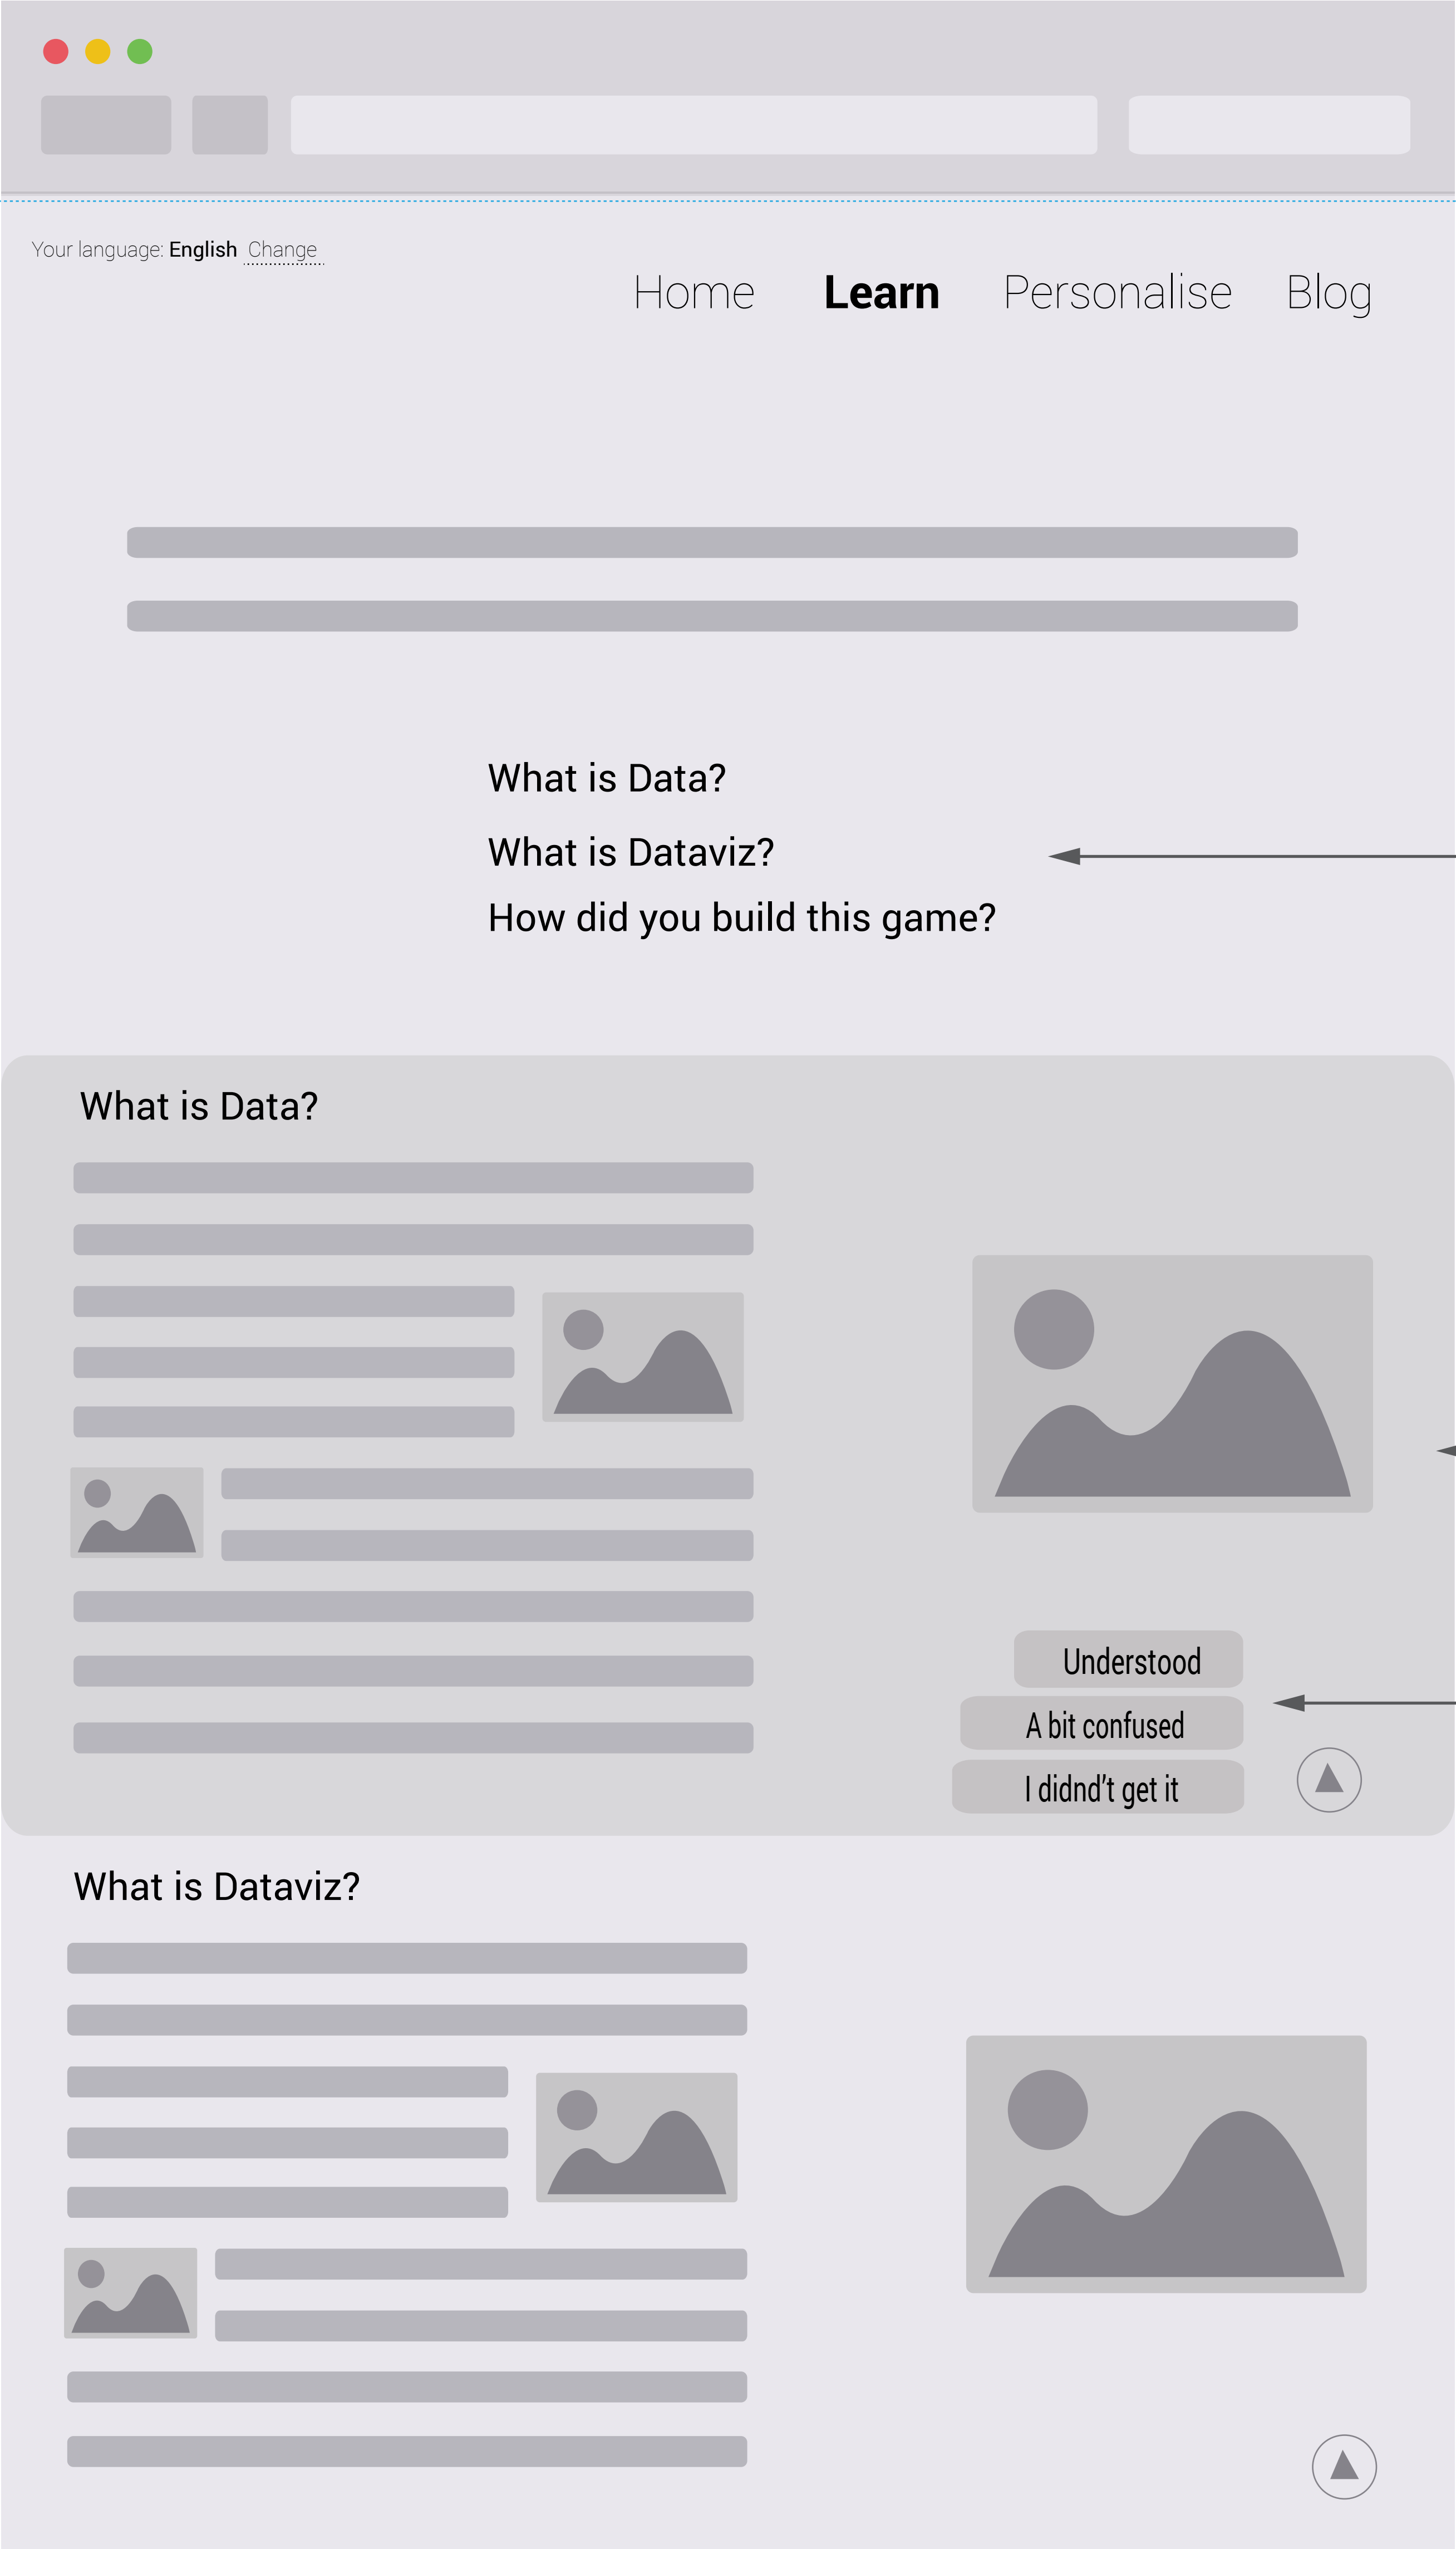 Your language: English Change
Home Learn Personalise Blog
What is Data?
What is Dataviz?
How did you build this game?
What is Data?
Understood
A bit confused
I didnd't get it
What is Dataviz?